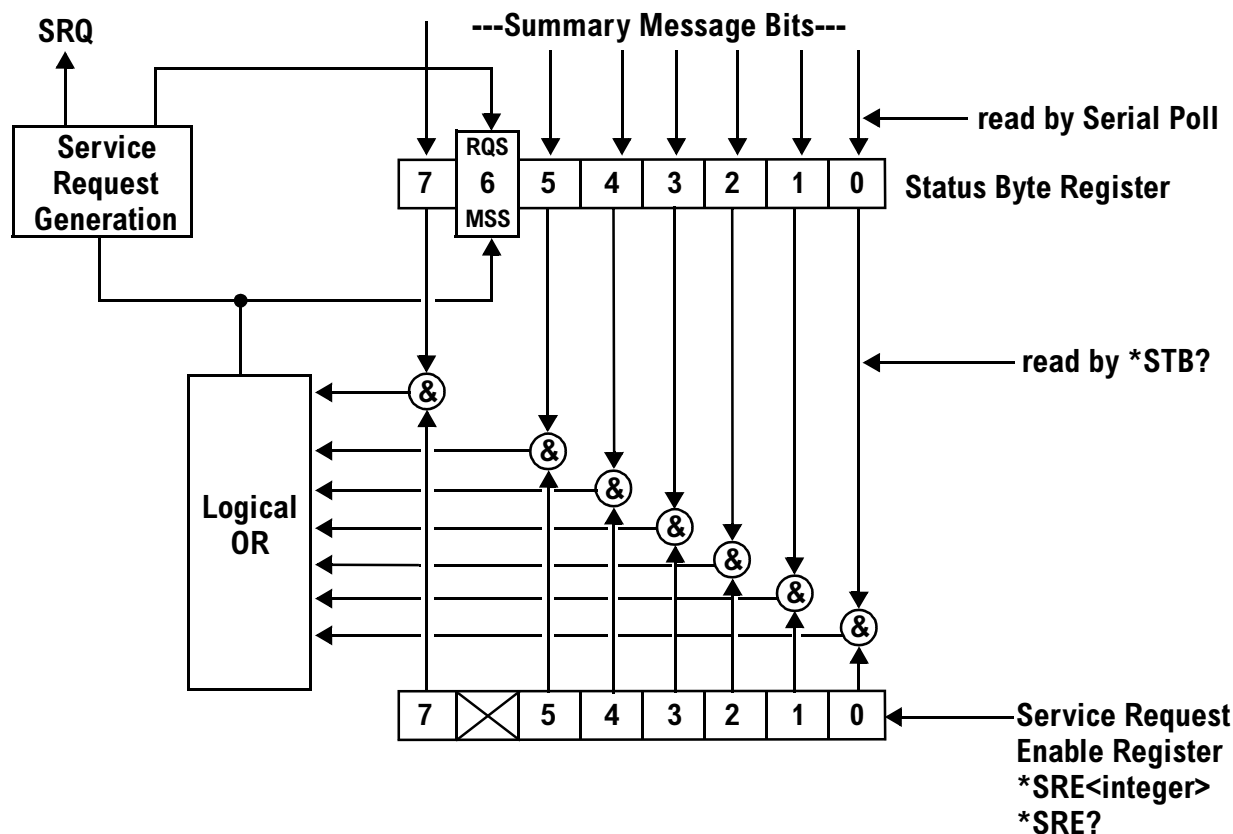 SRQ
---Summary Message Bits---
read by Serial Poll
Service
Request
Generation
RQS
7 6 5 4 3 2 1 0
MSS
Status Byte Register
read by *STB?
&
&
&
&
&
&
&
Logical
OR
7 5 4 3 2 1 0
Service Request
Enable Register
*SRE<integer>
*SRE?